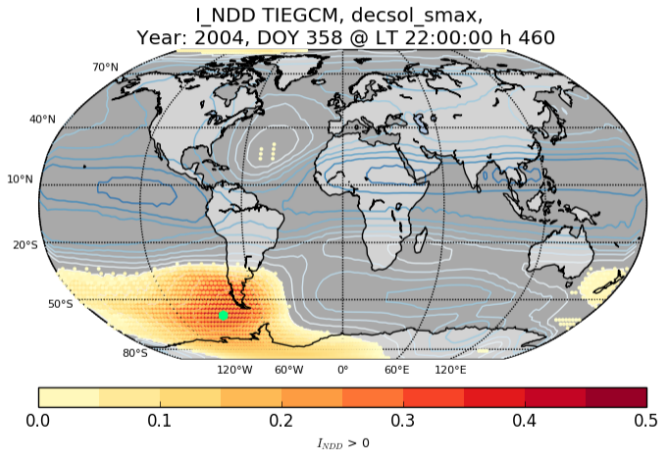 I_NDD TIEGCM, decsol_smax,
Year: 2004, DOY 358 @ LT 22:00:00 h 460
70°N
40°N
10°N
20°S
50°S
80°S
120°W 60°W 0° 60°E 120°E
0.0 0.1 0.2 0.3 0.4 0.5
I_NDD > 0